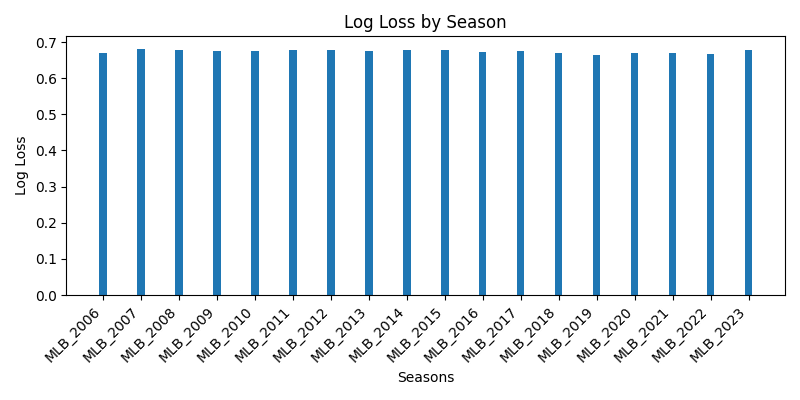 Log Loss by Season
Log Loss
0.7
0.6
0.5
0.4
0.3
0.2
0.1
0.0
MLB_2006
MLB_2007
MLB_2008
MLB_2009
MLB_2010
MLB_2011
MLB_2012
MLB_2013
MLB_2014
MLB_2015
MLB_2016
MLB_2017
MLB_2018
MLB_2019
MLB_2020
MLB_2021
MLB_2022
MLB_2023
Seasons